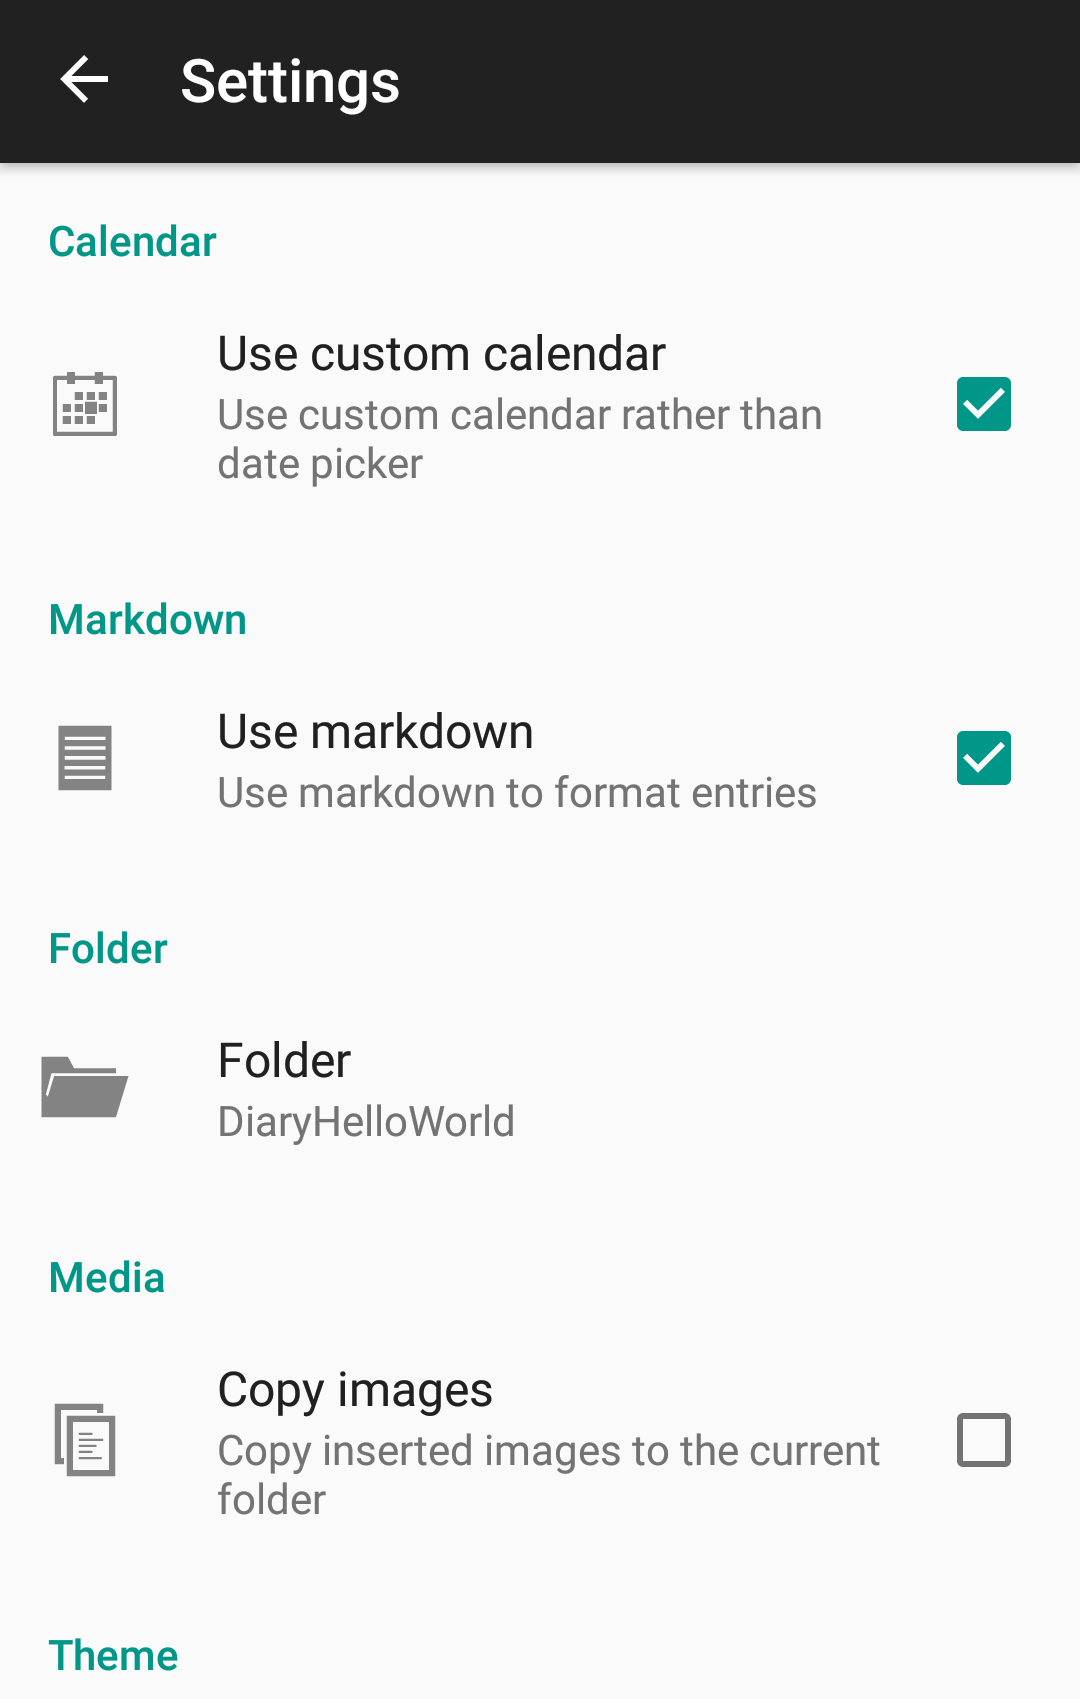 Settings
Calendar
Use custom calendar
Use custom calendar rather than
date picker
Markdown
Use markdown
Use markdown to format entries
Folder
Folder
DiaryHelloWorld
Media
Copy images
Copy inserted images to the current
folder
Theme